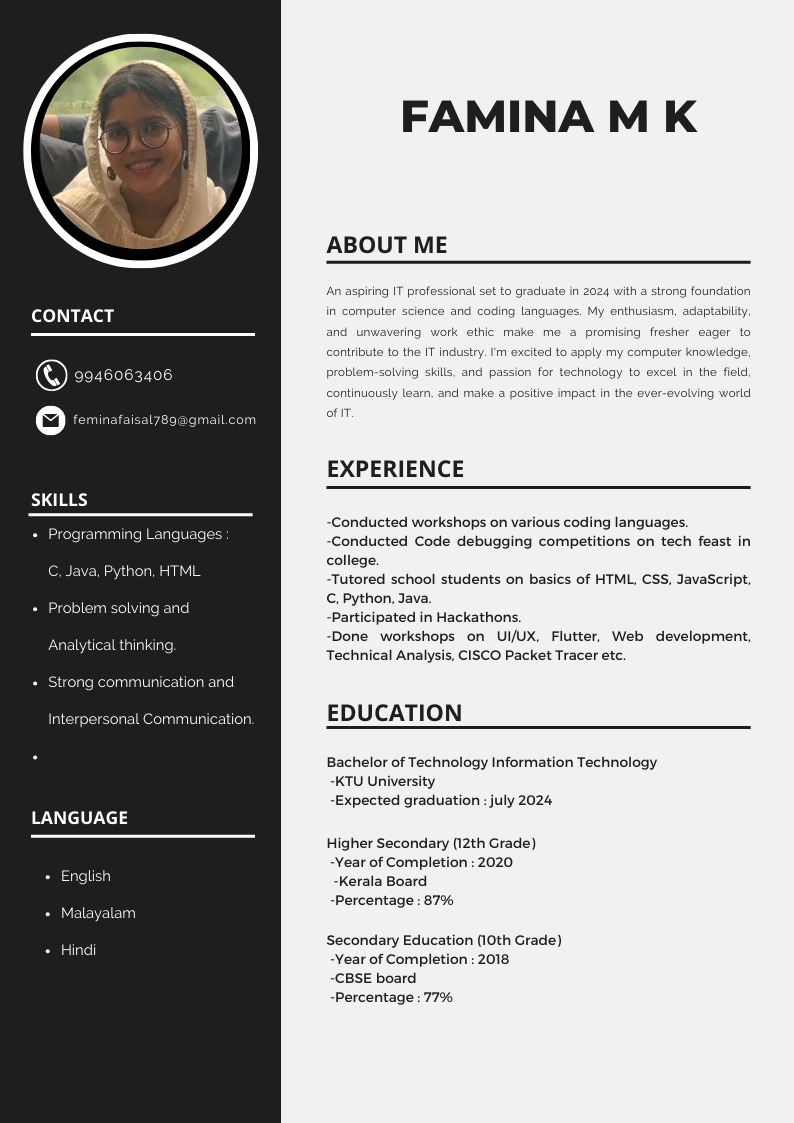 FAMINA M K
CONTACT
9946063406
feminafaisal789@gmail.com
SKILLS
• Programming Languages :
C, Java, Python, HTML
• Problem solving and
Analytical thinking.
• Strong communication and
Interpersonal Communication.
•
LANGUAGE
• English
• Malayalam
• Hindi
ABOUT ME
An aspiring IT professional set to graduate in 2024 with a strong foundation
in computer science and coding languages. My enthusiasm, adaptability,
and unwavering work ethic make me a promising fresher eager to
contribute to the IT industry. I'm excited to apply my computer knowledge,
problem-solving skills, and passion for technology to excel in the field,
continuously learn, and make a positive impact in the ever-evolving world
of IT.
EXPERIENCE
-Conducted workshops on various coding languages.
-Conducted Code debugging competitions on tech feast in
college.
-Tutored school students on basics of HTML, CSS, JavaScript,
C, Python, Java.
-Participated in Hackathons.
-Done workshops on UI/UX, Flutter, Web development,
Technical Analysis, CISCO Packet Tracer etc.
EDUCATION
Bachelor of Technology Information Technology
-KTU University
-Expected graduation : july 2024
Higher Secondary (12th Grade)
-Year of Completion : 2020
-Kerala Board
-Percentage : 87%
Secondary Education (10th Grade)
-Year of Completion : 2018
-CBSE board
-Percentage : 77%